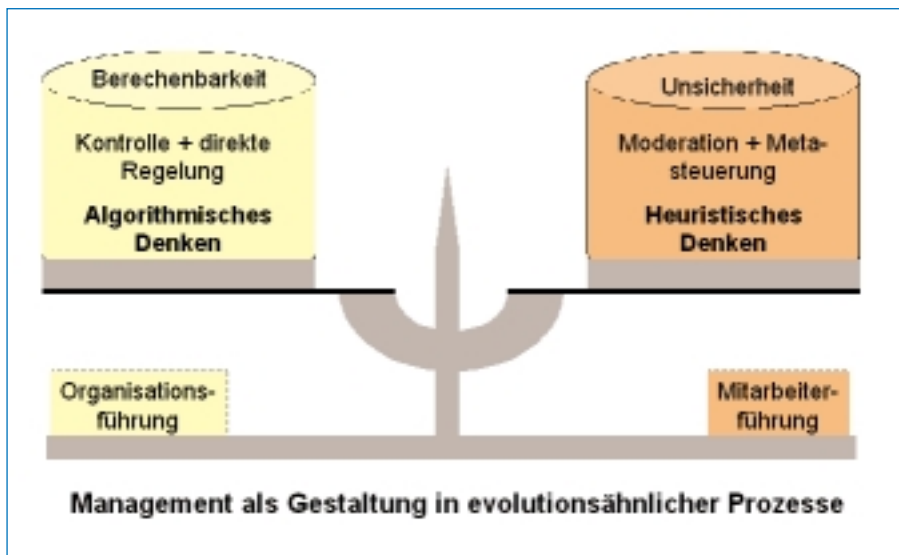 Berechenbarkeit
Kontrolle + direkte
Regelung
Algorithmisches
Denken
Unsicherheit
Moderation + Meta-
steuerung
Heuristisches
Denken
Organisations-
führung
Mitarbeiter-
führung
Management als Gestaltung in evolutionsähnlicher Prozesse